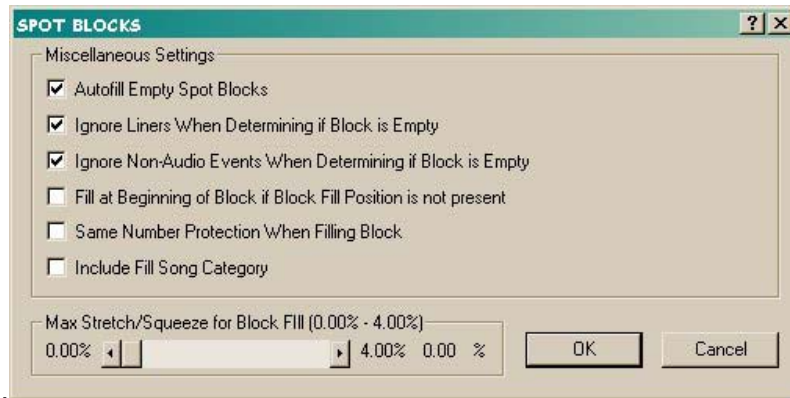 SPOT BLOCKS
Miscellaneous Settings
Autofill Empty Spot Blocks
Ignore Liners When Determining if Block is Empty
Ignore Non-Audio Events When Determining if Block is Empty
Fill at Beginning of Block if Block Fill Position is not present
Same Number Protection When Filling Block
Include Fill Song Category
Max Stretch/Squeeze for Block FIll (0.00% - 4.00%)
0.00% 4.00% 0.00 % OK Cancel